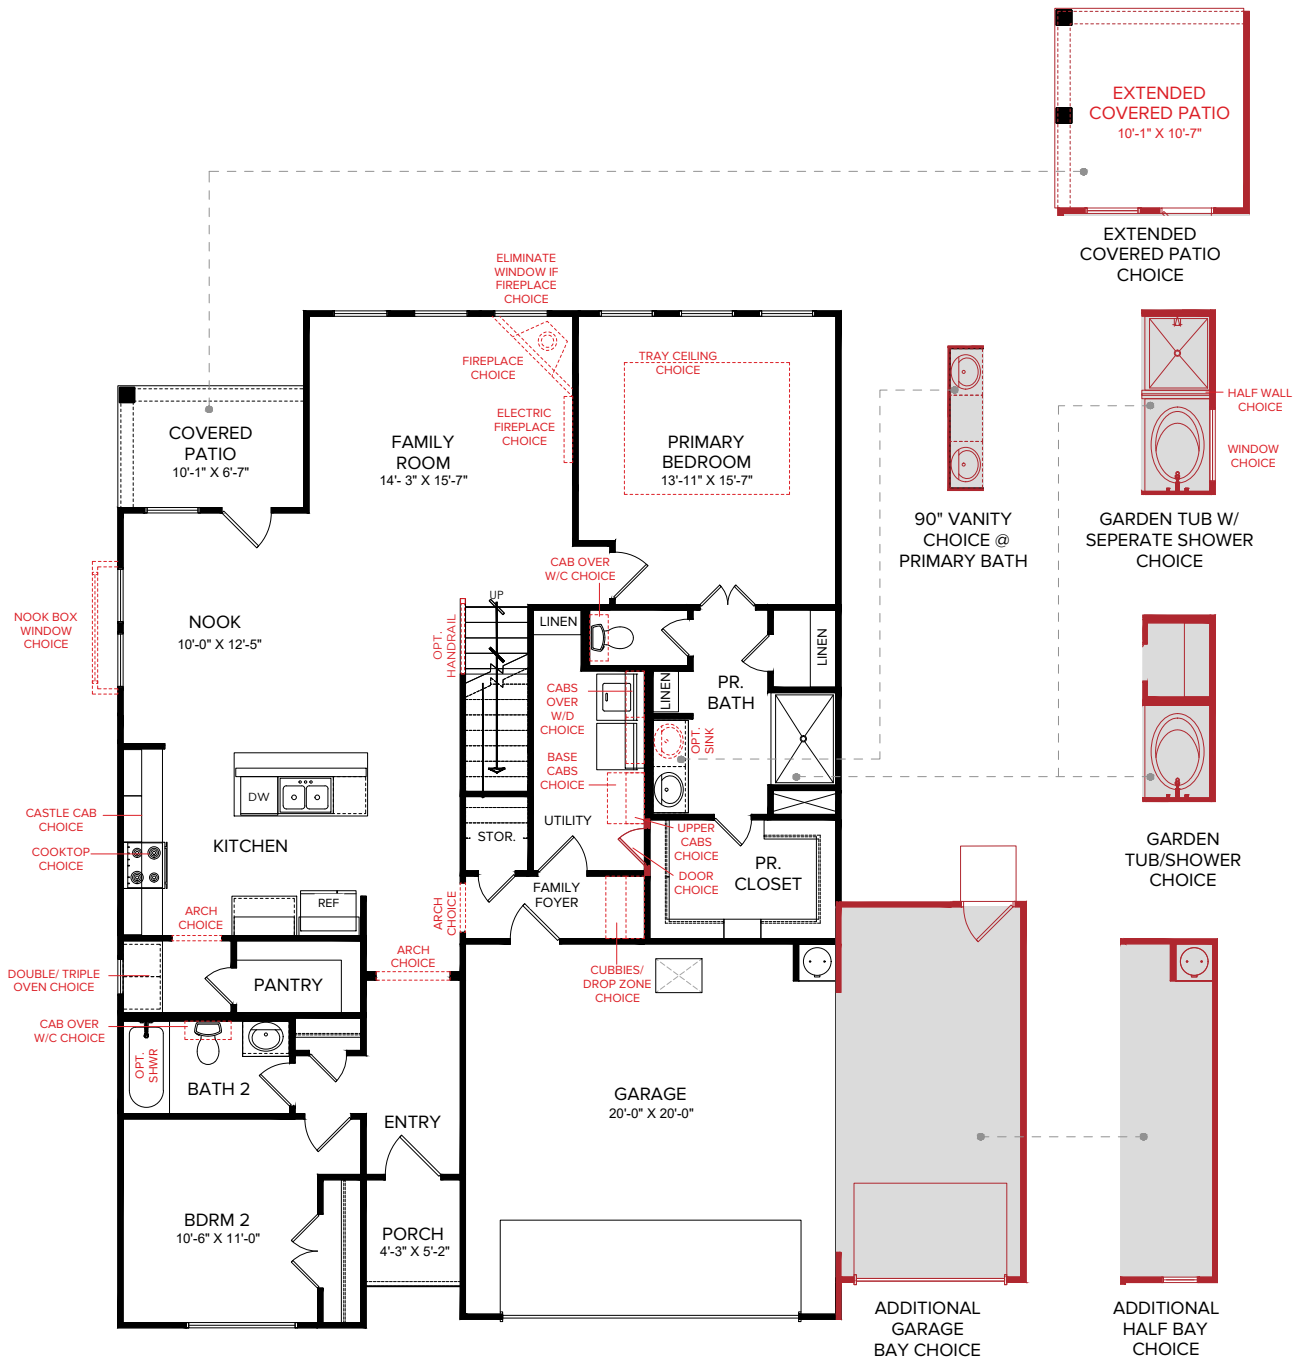 EXTENDED
COVERED PATIO
10'-1" X 10'-7"
EXTENDED
COVERED PATIO
CHOICE
ELIMINATE
WINDOW IF
FIREPLACE
CHOICE
FIREPLACE
CHOICE
TRAY CEILING
CHOICE
ELECTRIC
FIREPLACE
CHOICE
COVERED
PATIO
10'-1" X 6'-7"
FAMILY
ROOM
14'- 3" X 15'-7"
PRIMARY
BEDROOM
13'-11" X 15'-7"
HALF WALL
CHOICE
WINDOW
CHOICE
90" VANITY
CHOICE @
PRIMARY BATH
GARDEN TUB W/
SEPERATE SHOWER
CHOICE
CAB OVER
W/C CHOICE
NOOK BOX
WINDOW
CHOICE
NOOK
10'-0" X 12'-5"
OPT.
HANDRAIL
UP
LINEN
LINEN
LINEN
PR.
BATH
CABS
OVER
W/D
CHOICE
OPT.
SINK
BASE
CABS
CHOICE
DW
CASTLE CAB
CHOICE
COOKTOP
CHOICE
KITCHEN
STOR.
UTILITY
UPPER
CABS
CHOICE
DOOR
CHOICE
PR.
CLOSET
GARDEN
TUB/SHOWER
CHOICE
REF
ARCH
CHOICE
ARCH
CHOICE
FAMILY
FOYER
ARCH
CHOICE
DOUBLE/ TRIPLE
OVEN CHOICE
PANTRY
CUBBIES/
DROP ZONE
CHOICE
CAB OVER
W/C CHOICE
OPT.
SHWR
BATH 2
ENTRY
GARAGE
20'-0" X 20'-0"
BDRM 2
10'-6" X 11'-0"
PORCH
4'-3" X 5'-2"
ADDITIONAL
GARAGE
BAY CHOICE
ADDITIONAL
HALF BAY
CHOICE